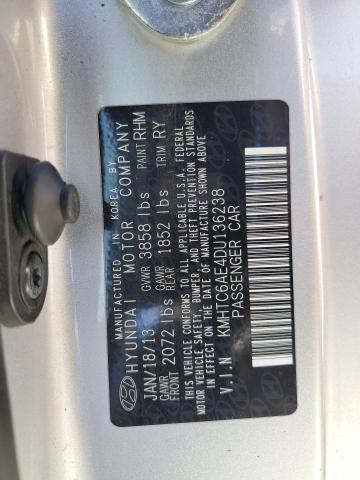 MANUFACTURED IN KOREA BY
HYUNDAI MOTOR COMPANY
JAN/18/13 GVWR 3858 lbs PAINT RHM
GAWR FRONT 2072 lbs GAWR REAR 1852 lbs TRIM RY
THIS VEHICLE CONFORMS TO ALL APPLICABLE U.S.A. FEDERAL
MOTOR VEHICLE SAFETY, BUMPER, AND THEFT PREVENTION STANDARDS
IN EFFECT ON THE DATE OF MANUFACTURE SHOWN ABOVE
V.I.N KMHTC6AE4DU136238
PASSENGER CAR